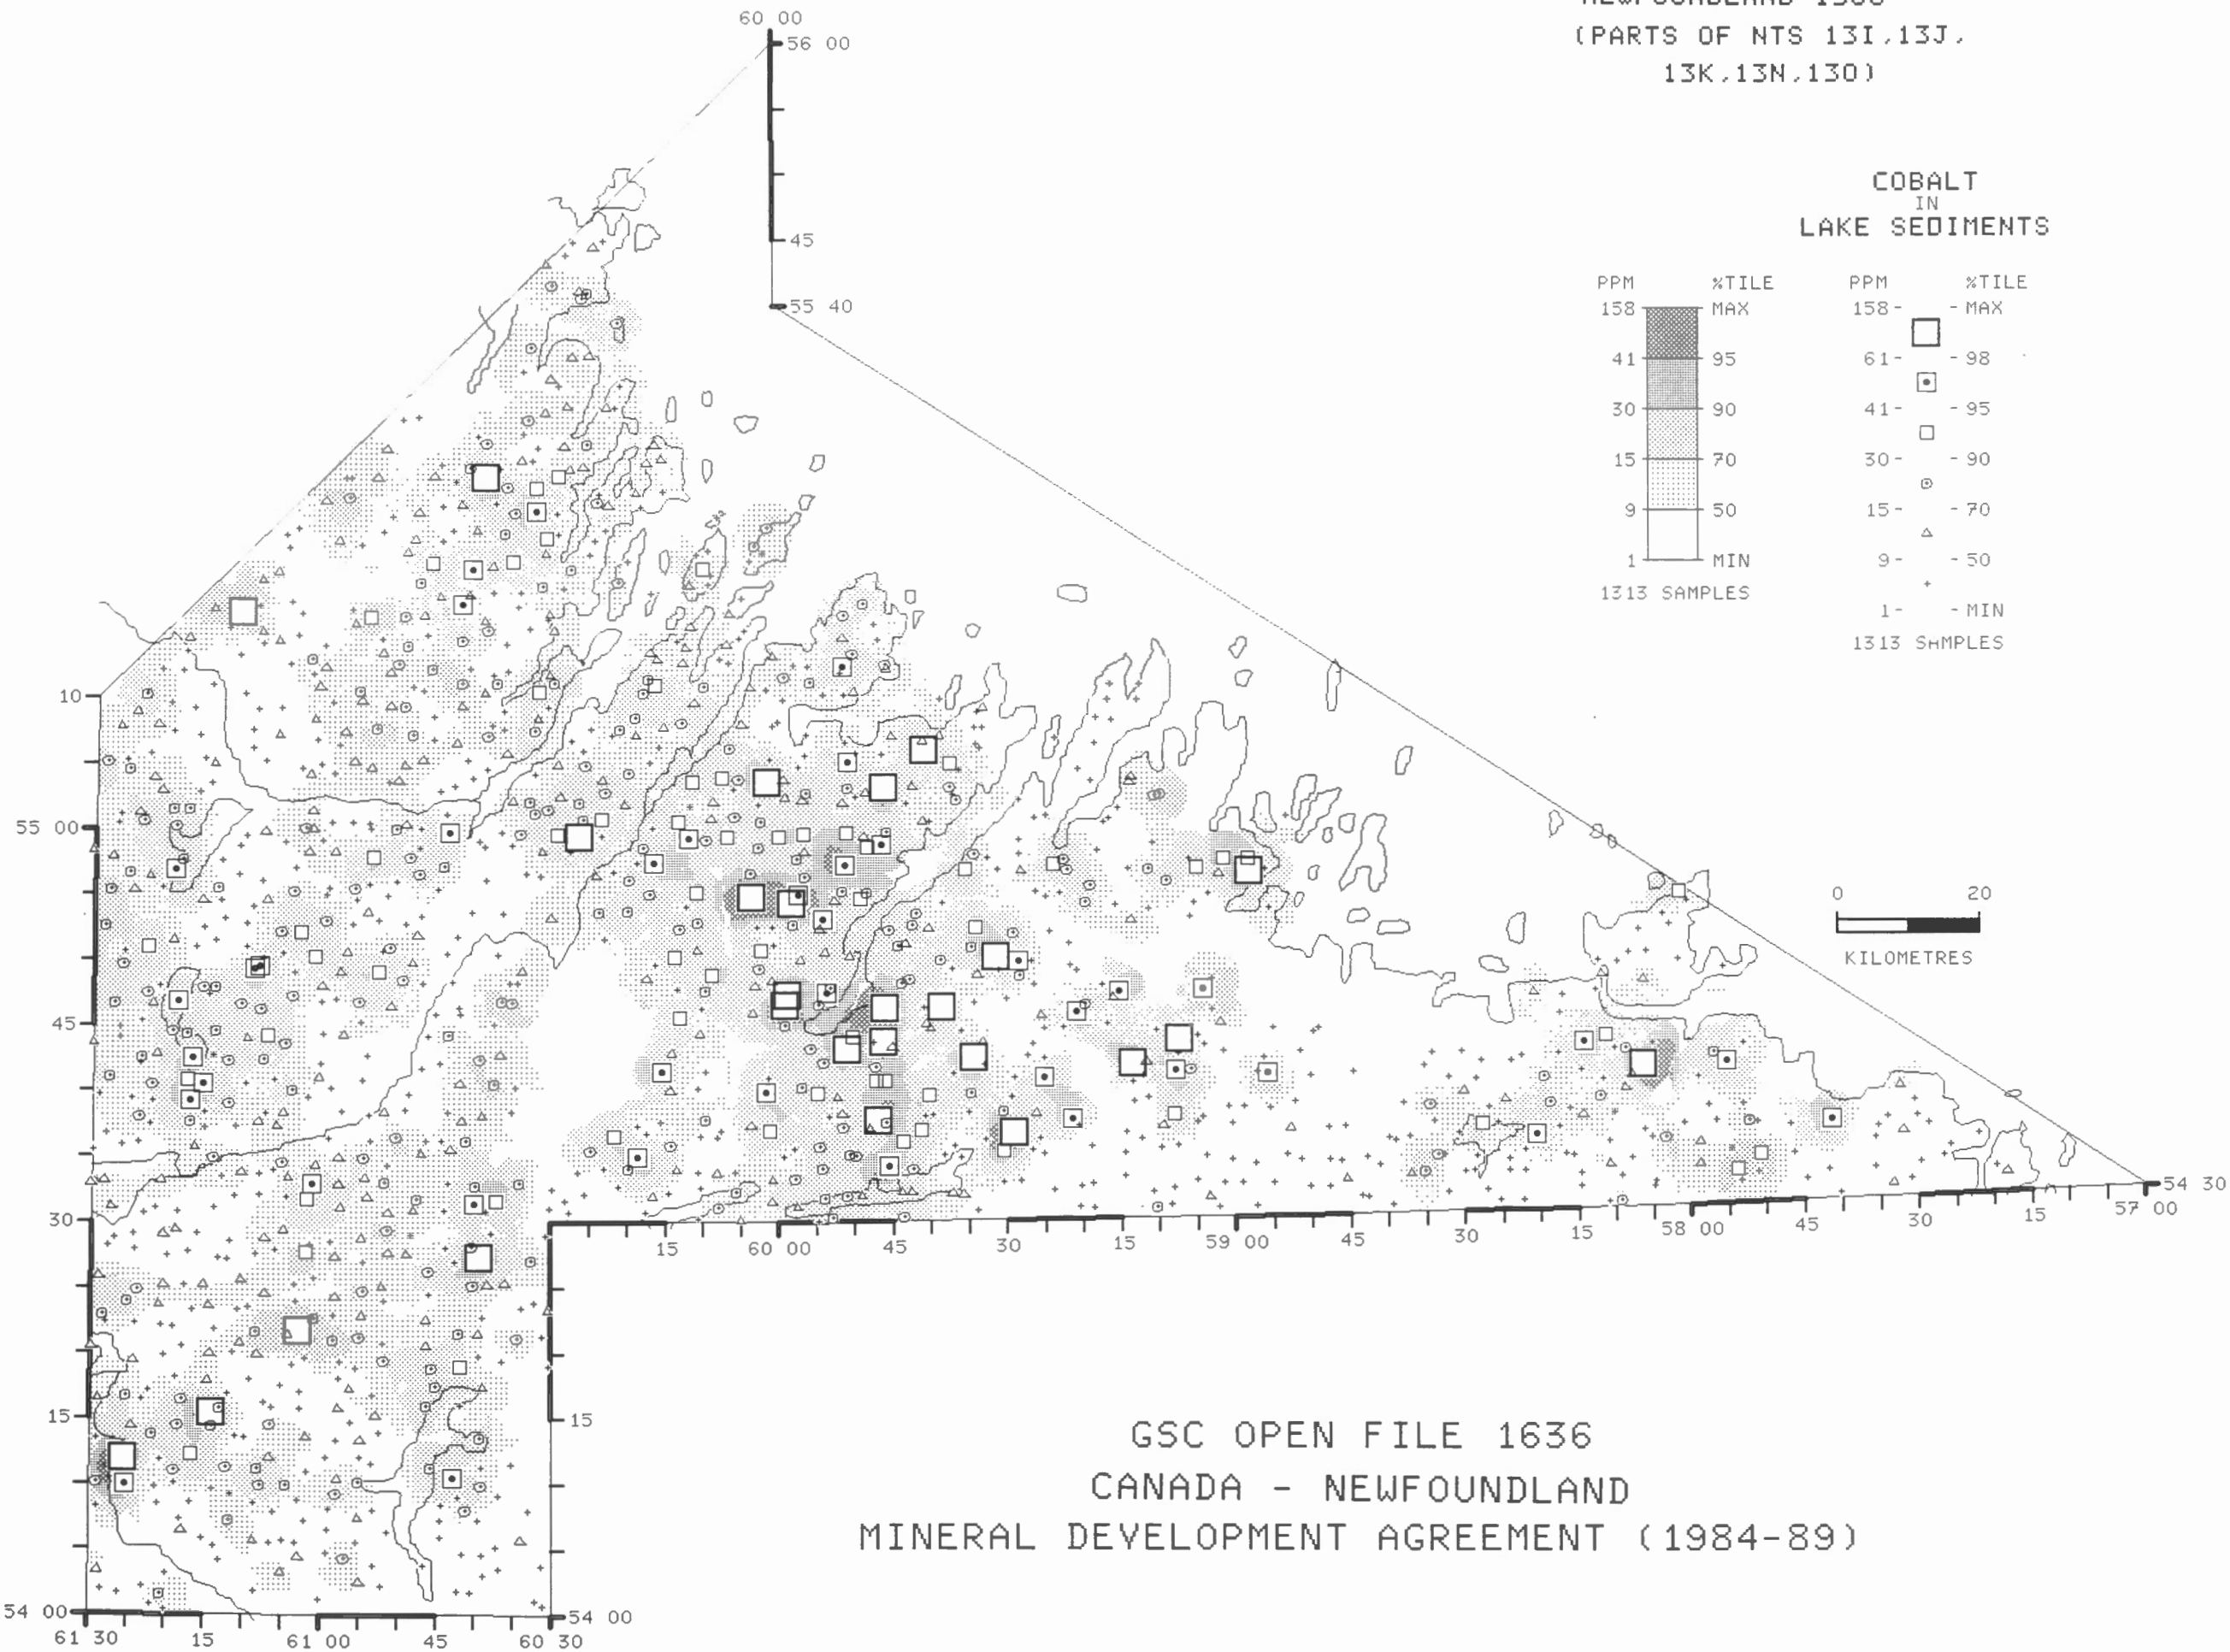 (PARTS OF NTS 13I,13J,
13K,13N,13O)
60 00
56 00
45
55 40
COBALT
IN
LAKE SEDIMENTS
PPM %TILE
158 MAX
41 95
30 90
15 70
9 50
1 MIN
1313 SAMPLES
PPM %TILE
158- - MAX
61- - 98
41- - 95
30- - 90
15- - 70
9- - 50
1- - MIN
1313 SAMPLES
10
55 00
45
30
15
54 00
0 20
KILOMETRES
54 30
15 60 00 45 30 15 59 00 45 30 15 58 00 45 30 15 57 00
15
54 00
61 30 15 61 00 45 60 30
GSC OPEN FILE 1636
CANADA - NEWFOUNDLAND
MINERAL DEVELOPMENT AGREEMENT (1984-89)